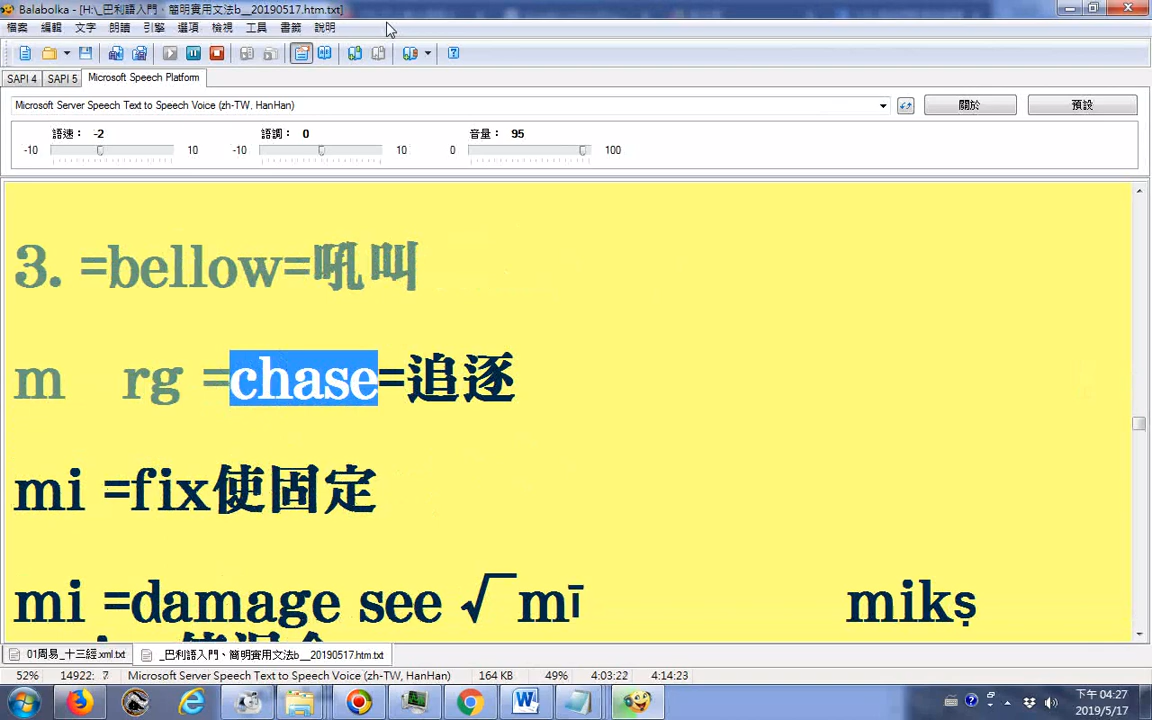 Balabolka - [H:\_巴利語入門、簡明實用文法b__20190517.htm.txt]
檔案 編輯 文字 朗讀 引擎 選項 檢視 工具 書籤 說明
SAPI 4 SAPI 5 Microsoft Speech Platform
Microsoft Server Speech Text to Speech Voice (zh-TW, HanHan) 關於 預設
語速： -2 語調： 0 音量： 95
-10 10 -10 10 0 100
3. =bellow=吼叫
m rg =chase=追逐
mi =fix使固定
mi =damage see √mī mikṣ
01周易_十三經.xml.txt _巴利語入門、簡明實用文法b__20190517.htm.txt
52% 14922: 7 Microsoft Server Speech Text to Speech Voice (zh-TW, HanHan) 164 KB 49% 4:03:22 4:14:23
下午 04:27
2019/5/17